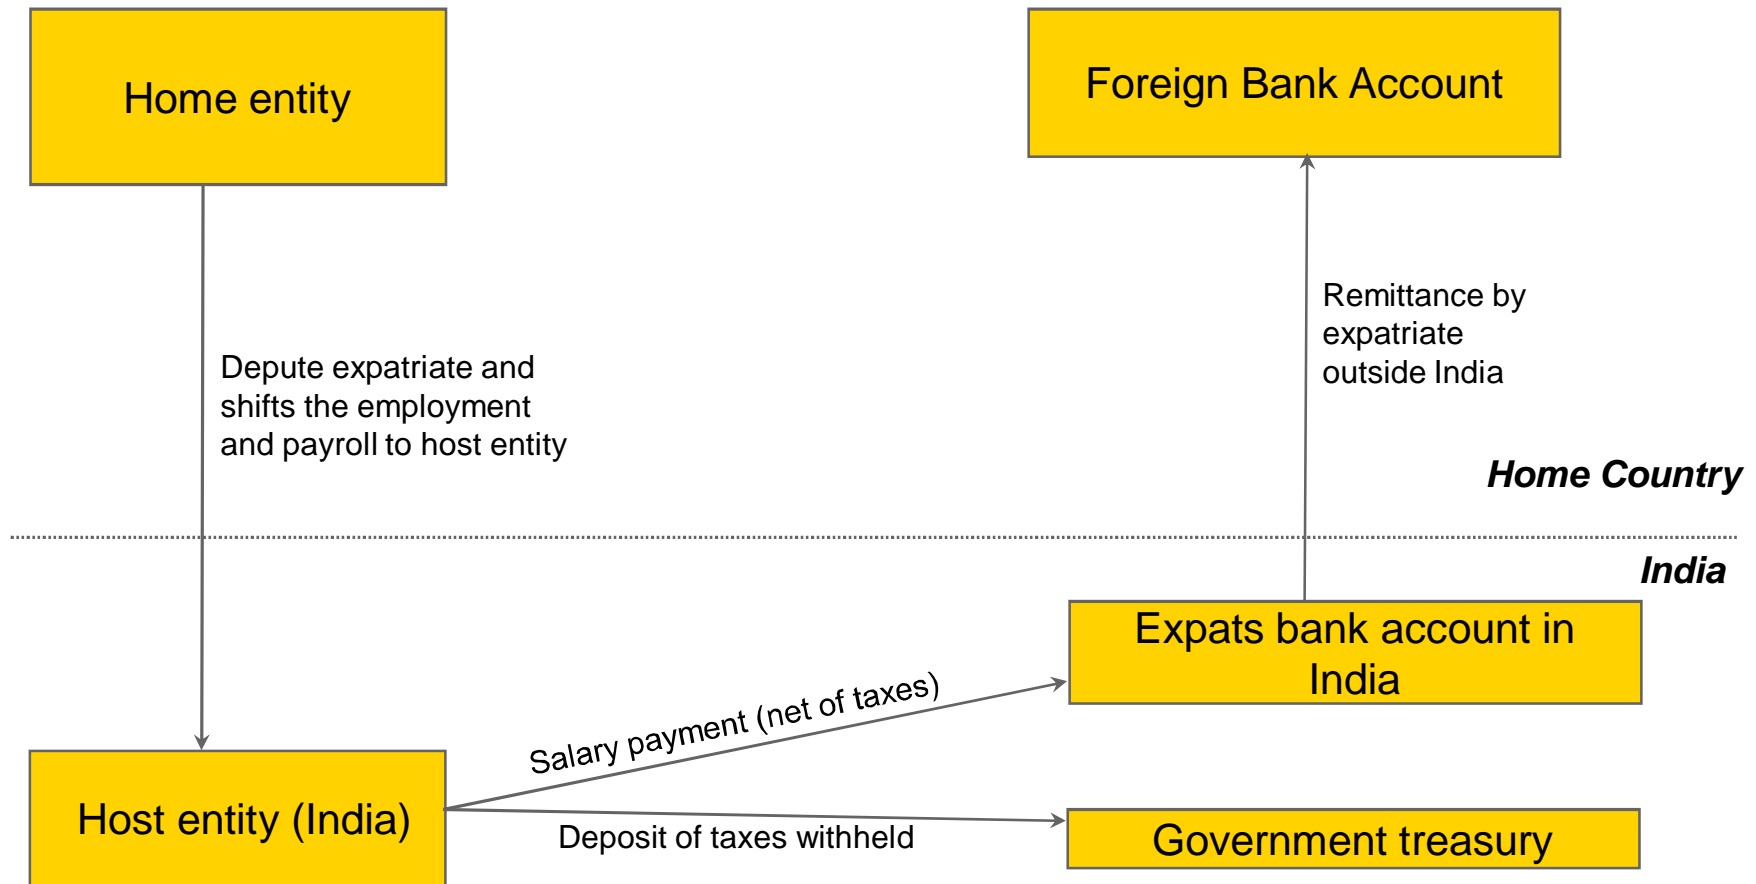 Home entity
Foreign Bank Account
Remittance by
expatriate
outside India
Depute expatriate and
shifts the employment
and payroll to host entity
Home Country
India
Expats bank account in
India
Salary payment (net of taxes)
Host entity (India)
Deposit of taxes withheld
Government treasury